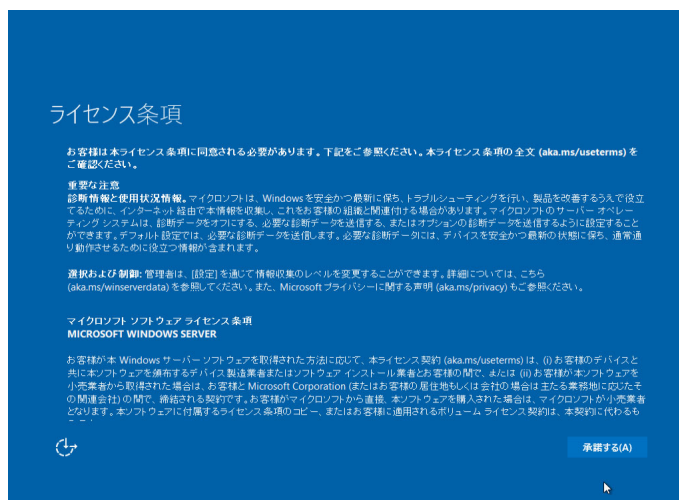 ライセンス条項
お客様は本ライセンス条項に同意される必要があります。下記をご参照ください。本ライセンス条項の全文 (aka.ms/useterms) を
ご確認ください。
重要な注意
診断情報と使用状況情報。マイクロソフトは、Windows を安全かつ最新に保ち、トラブルシューティングを行い、製品を改善するうえで役立
てるために、インターネット経由で本情報を収集し、これをお客様の組織と関連付ける場合があります。マイクロソフトのサーバー オペレー
ティング システムは、診断データをオフにする、必要な診断データを送信する、またはオプションの診断データを送信するように設定すること
ができます。デフォルト設定では、必要な診断データを送信します。必要な診断データには、デバイスを安全かつ最新の状態に保ち、通常通
り動作させるために役立つ情報が含まれます。
選択および制御: 管理者は、[設定] を通じて情報収集のレベルを変更することができます。詳細については、こちら
(aka.ms/winserverdata) を参照してください。また、Microsoft プライバシーに関する声明 (aka.ms/privacy) もご参照ください。
マイクロソフト ソフトウェア ライセンス条項
MICROSOFT WINDOWS SERVER
お客様が本 Windows サーバー ソフトウェアを取得された方法に応じて、本ライセンス契約 (aka.ms/useterms) は、(i) お客様のデバイスと
共に本ソフトウェアを頒布するデバイス製造業者またはソフトウェア インストール業者とお客様の間で、または (ii) お客様が本ソフトウェアを
小売業者から取得された場合は、お客様と Microsoft Corporation (またはお客様の居住地もしくは会社の場合は主たる業務地に応じたそ
の関連会社) の間で、締結される契約です。お客様がマイクロソフトから直接、本ソフトウェアを購入された場合は、マイクロソフトが小売業者
となります。本ソフトウェアに付属するライセンス条項のコピー、またはお客様に適用されるボリューム ライセンス契約は、本契約に代わるも
承諾する(A)